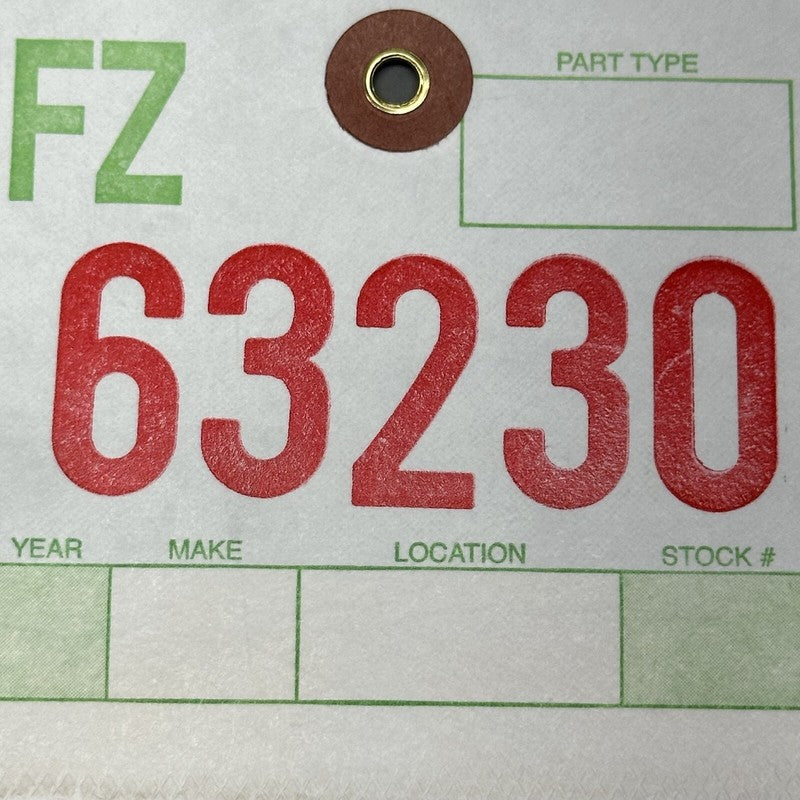 FZ
PART TYPE
63230
YEAR MAKE LOCATION STOCK #